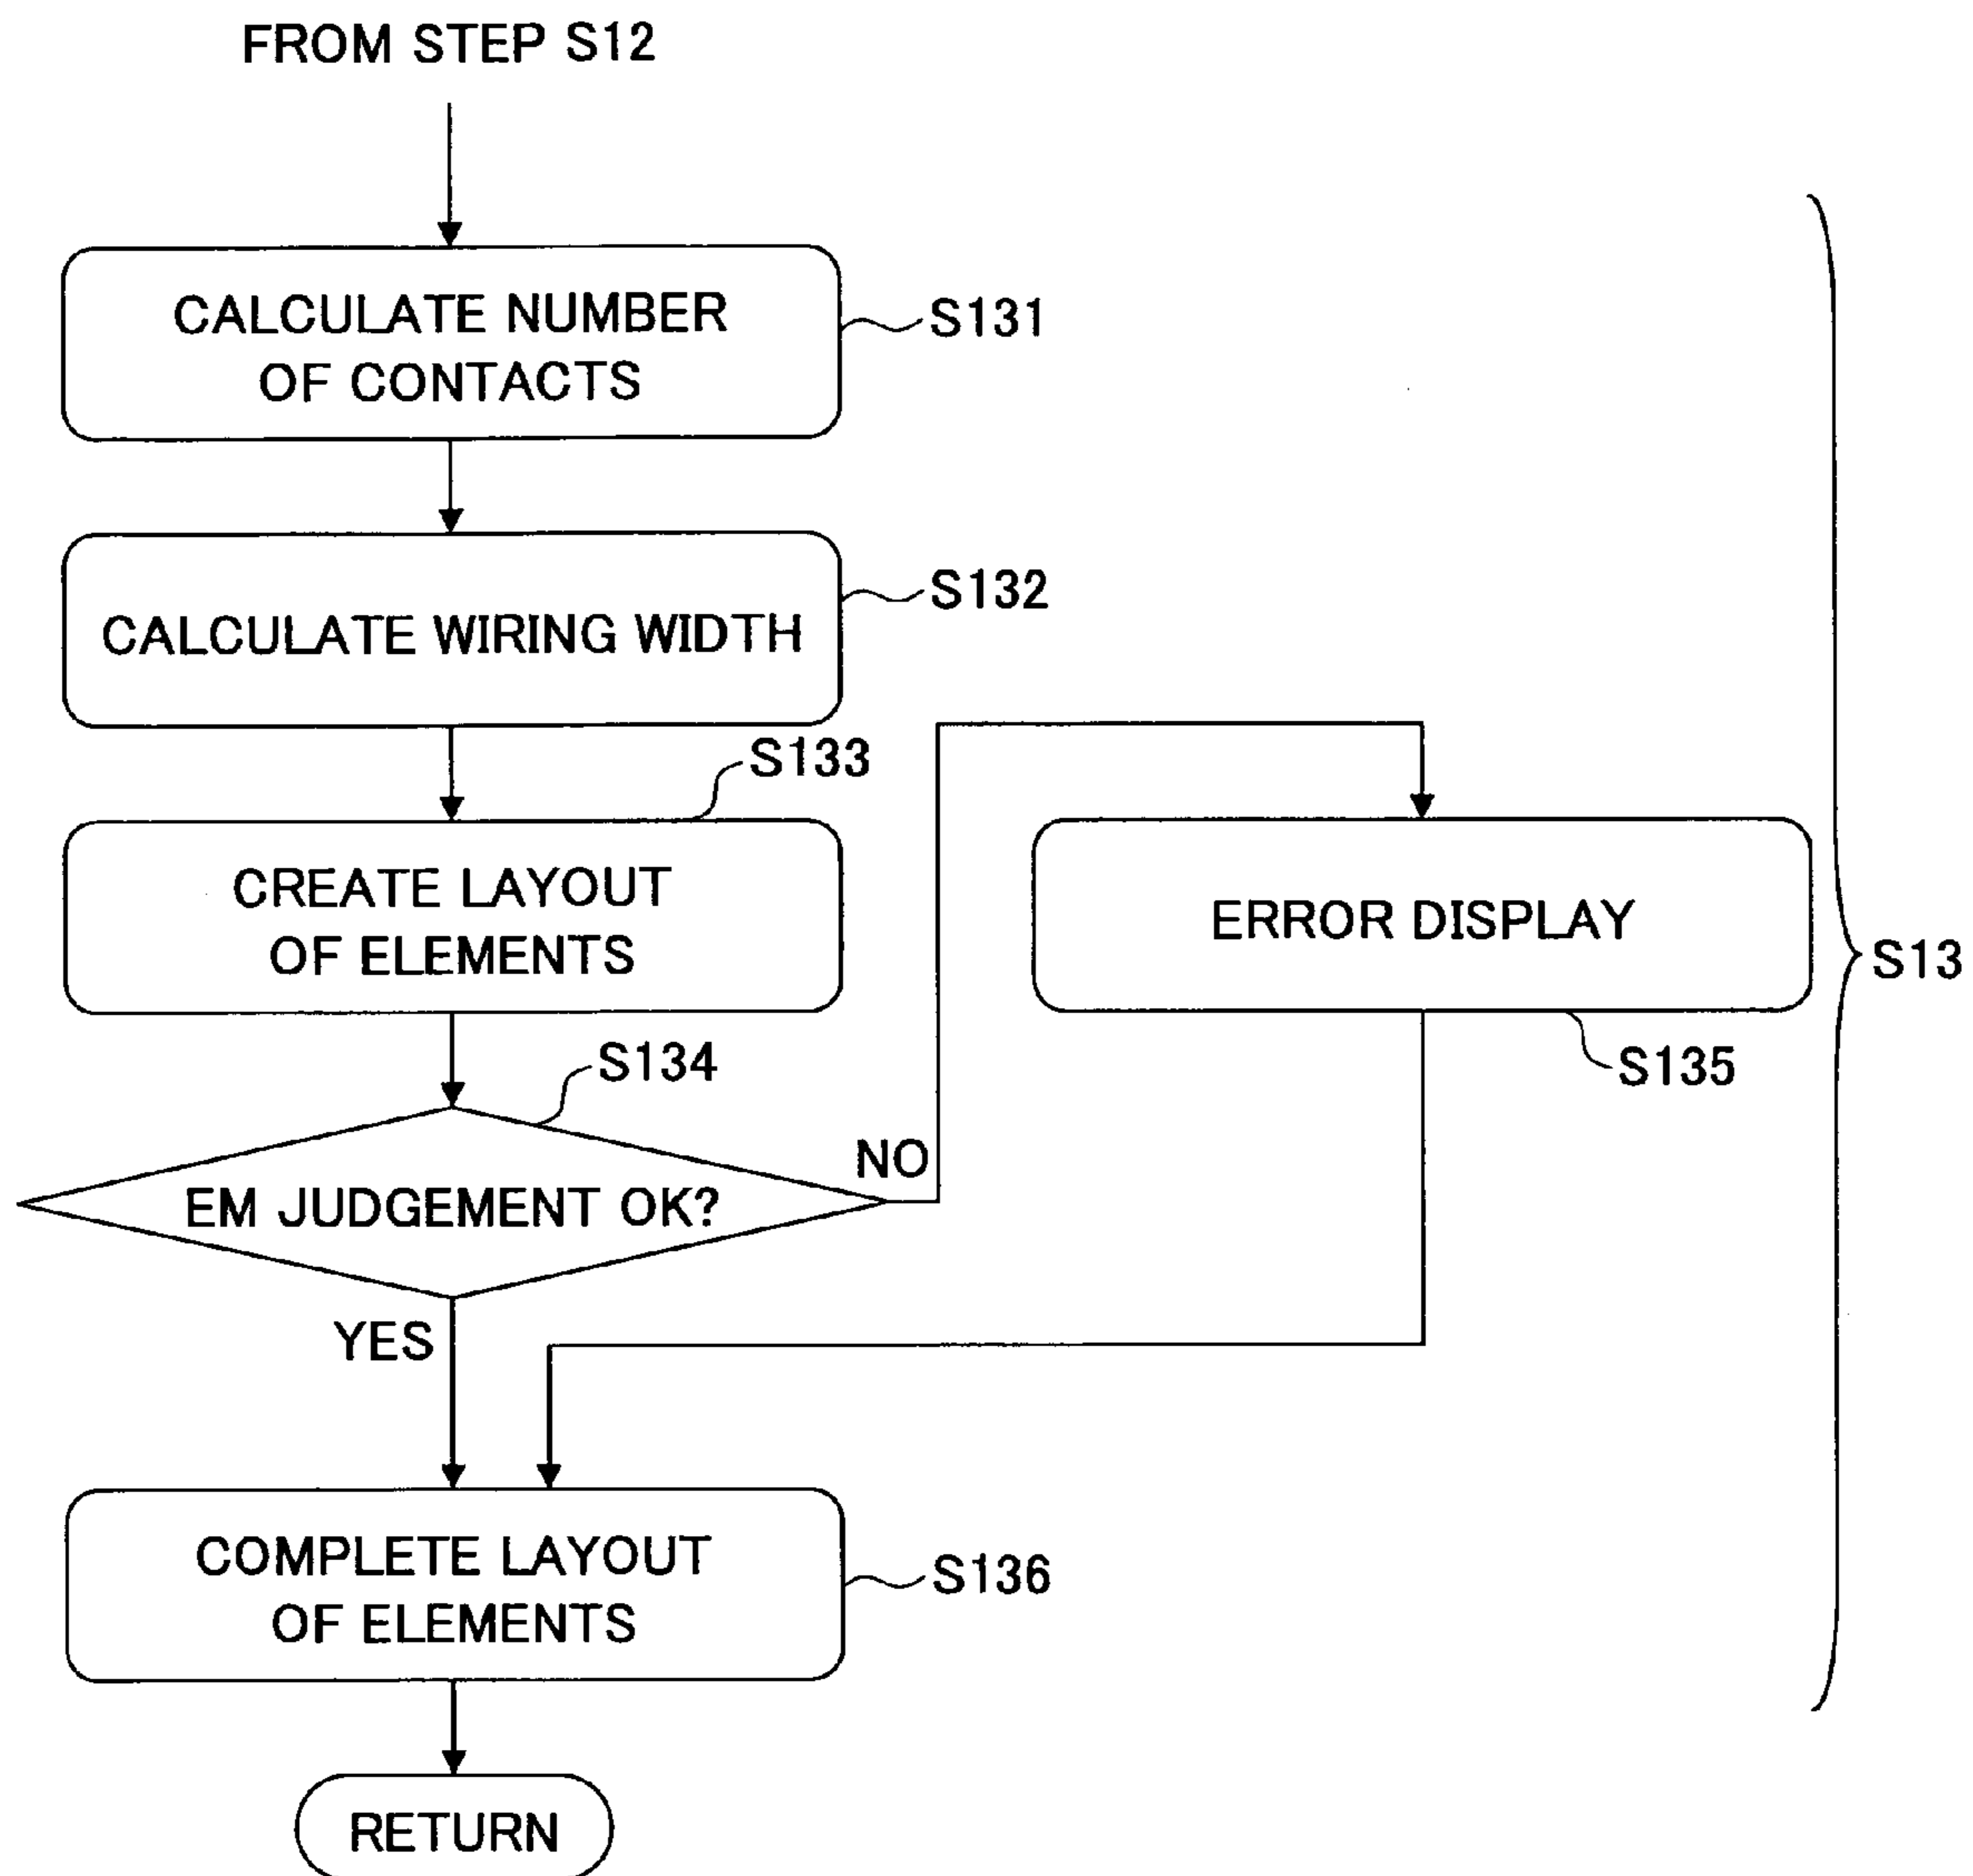 FROM STEP S12
CALCULATE NUMBER
OF CONTACTS
S131
CALCULATE WIRING WIDTH
S132
S133
CREATE LAYOUT
OF ELEMENTS
ERROR DISPLAY
S13
S134
S135
NO
EM JUDGEMENT OK?
YES
COMPLETE LAYOUT
OF ELEMENTS
S136
RETURN